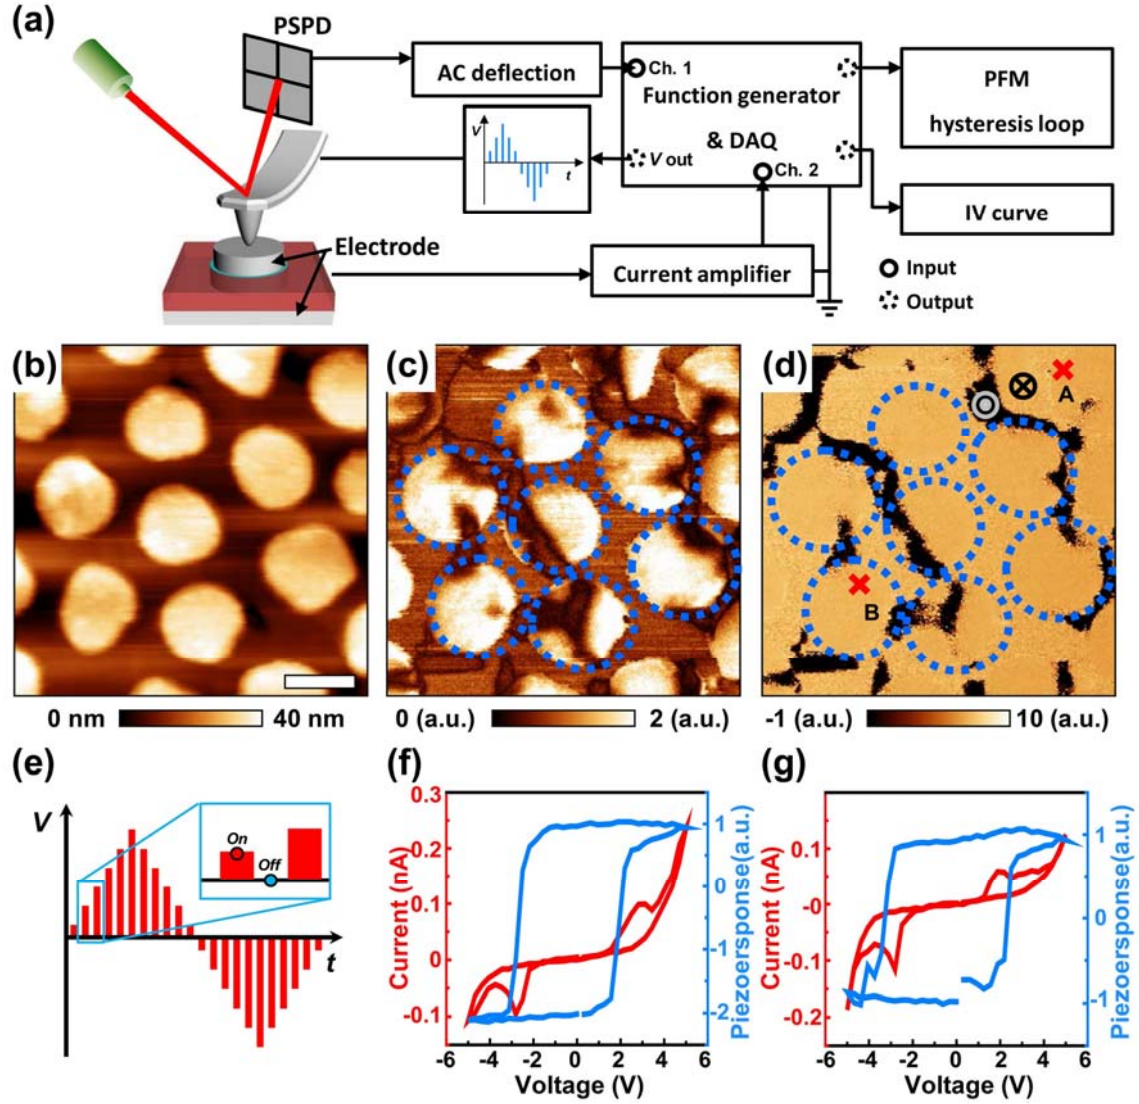 (a)
PSPD
AC deflection
Ch. 1
Function generator
& DAQ
V out
Ch. 2
PFM
hysteresis loop
IV curve
V
t
Electrode
Current amplifier
Input
Output
(b)
(c)
(d)
A
B
0 nm 40 nm
0 (a.u.) 2 (a.u.)
-1 (a.u.) 10 (a.u.)
(e)
V
On
Off
t
(f)
0.3
-0.2
0.1
0
-0.1
Current (nA)
1
0
-1
-2
Piezoersponse(a.u.)
-6 -4 -2 0 2 4 6
Voltage (V)
(g)
0.1
-0
-0.1
-0.2
Current (nA)
1
0
-1
Piezoersponse(a.u.)
-6 -4 -2 0 2 4 6
Voltage (V)